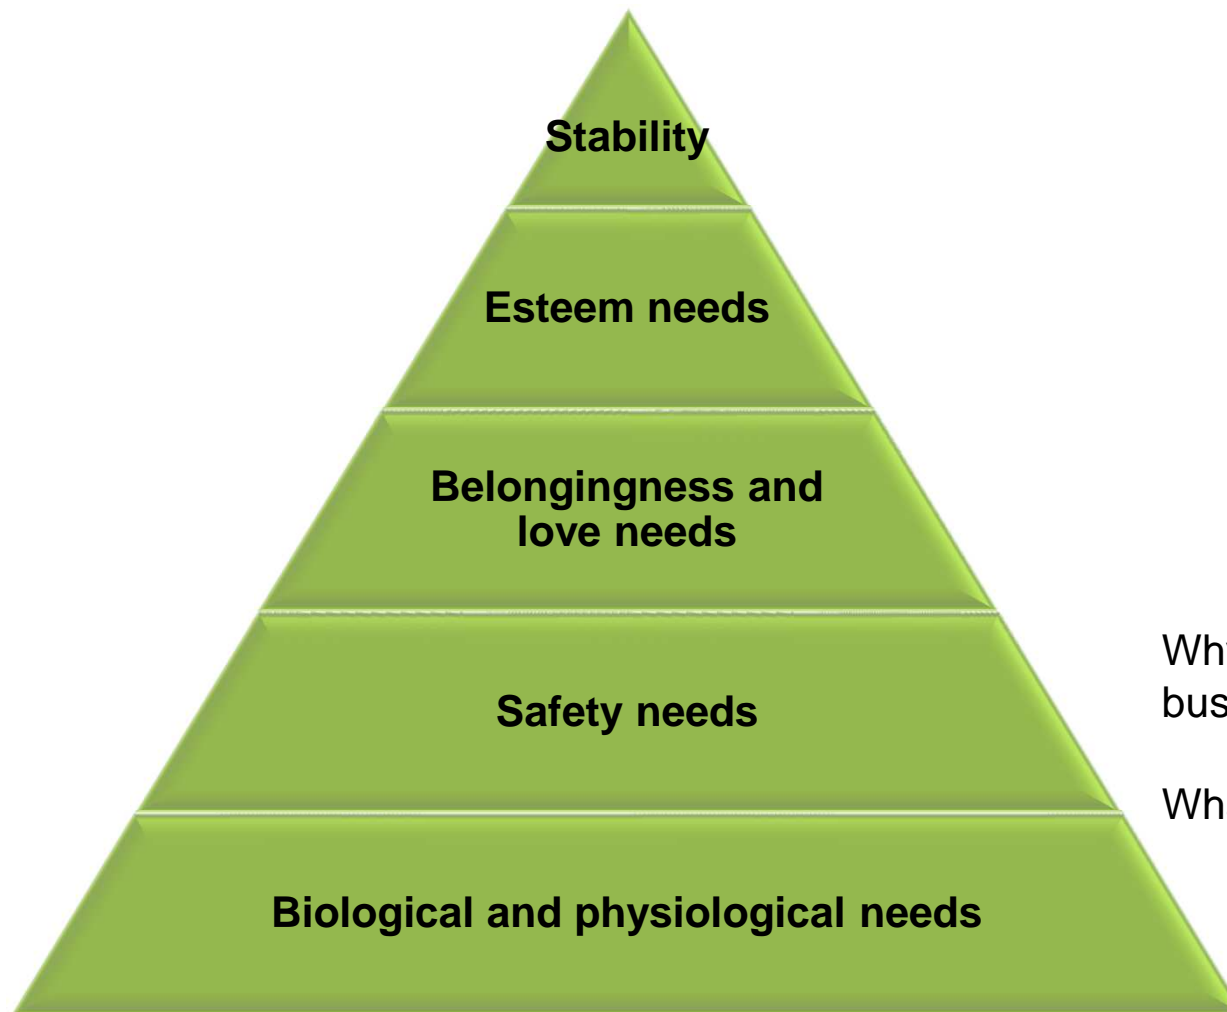 Stability
Esteem needs
Belongingness and
love needs
Safety needs
Biological and physiological needs